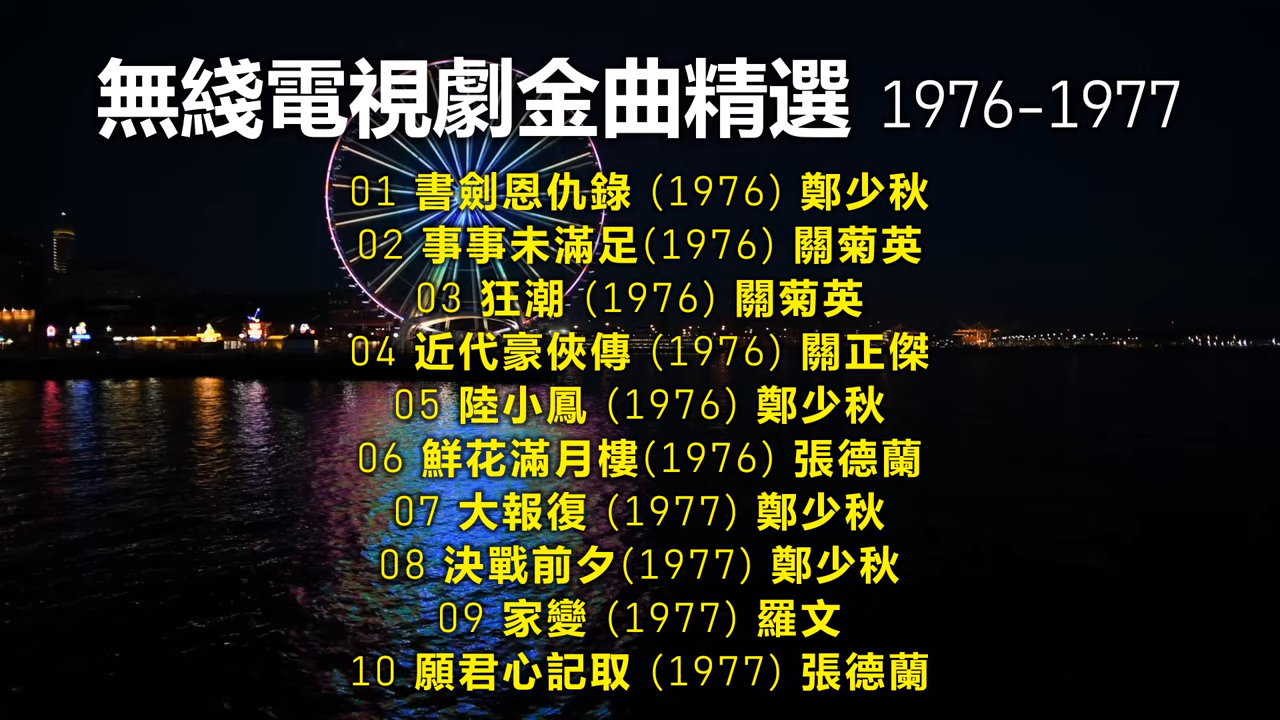 無綫電視劇金曲精選 1976-1977
01 書劍恩仇錄 (1976) 鄭少秋
02 事事未滿足(1976) 關菊英
03 狂潮 (1976) 關菊英
04 近代豪俠傳 (1976) 關正傑
05 陸小鳳 (1976) 鄭少秋
06 鮮花滿月樓(1976) 張德蘭
07 大報復 (1977) 鄭少秋
08 決戰前夕(1977) 鄭少秋
09 家變 (1977) 羅文
10 願君心記取 (1977) 張德蘭